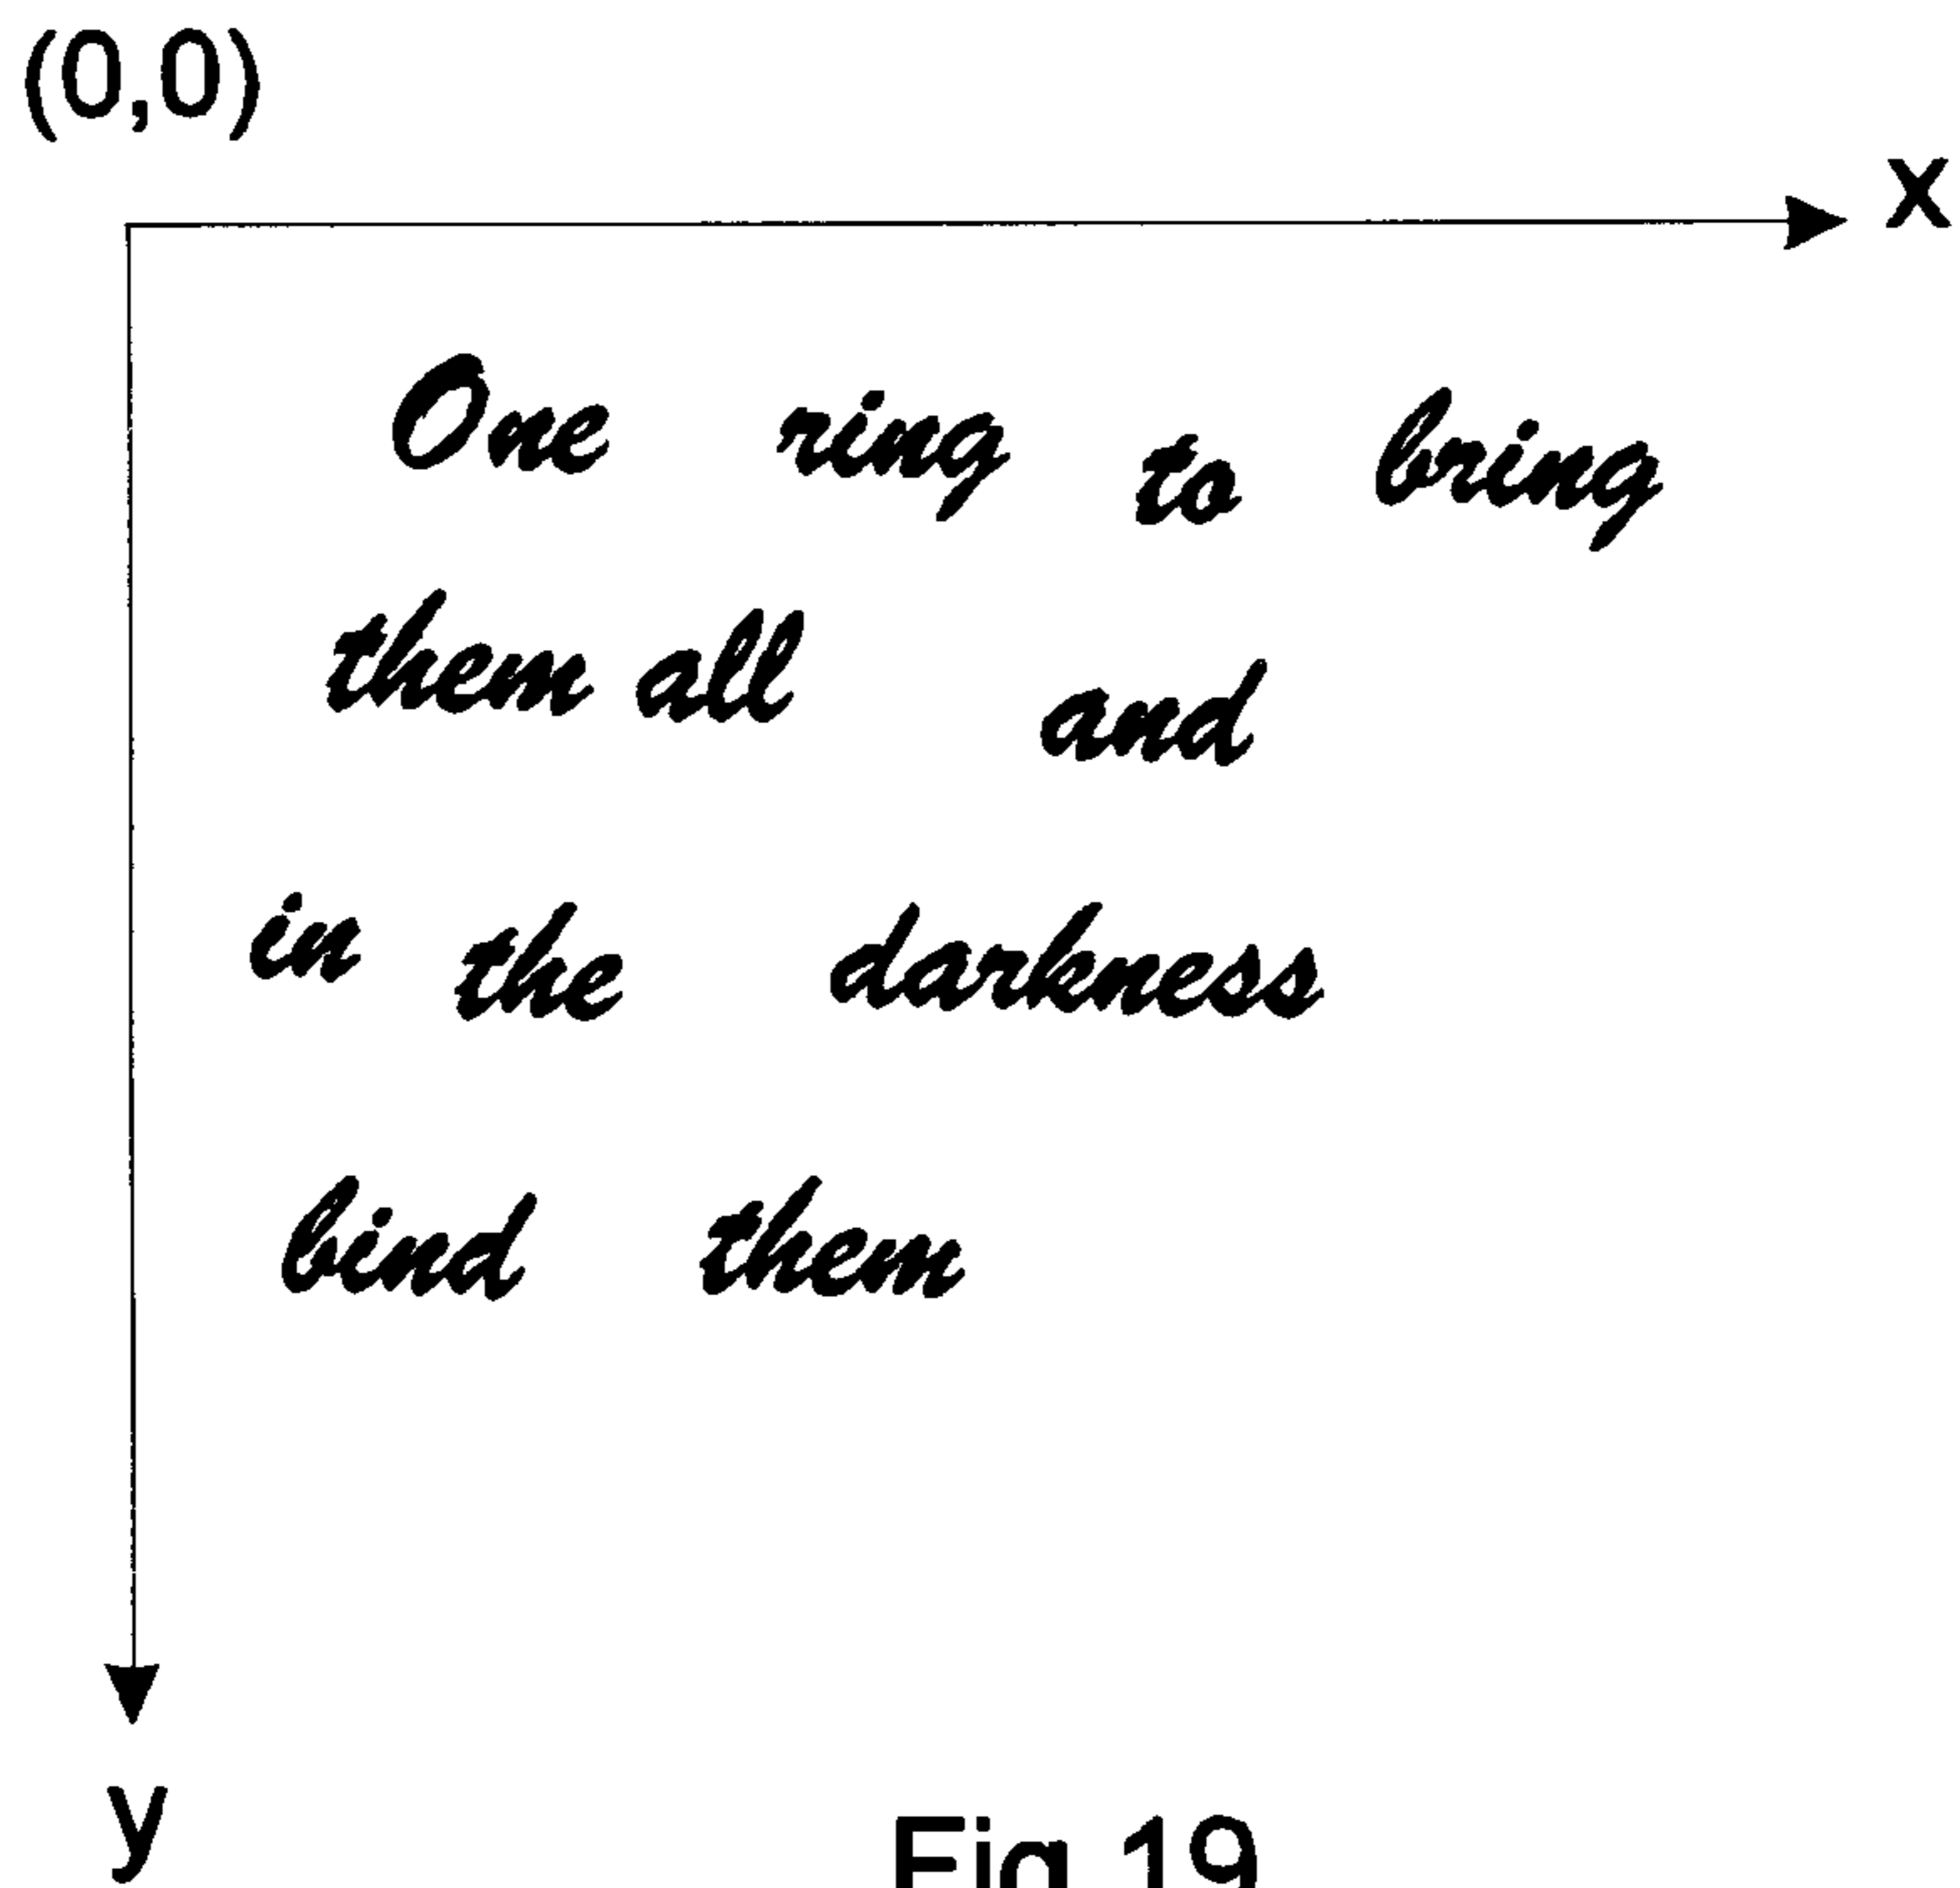 (0,0)
x
One ring to bring
them all and
in the darkness
bind them
y
Fig 19